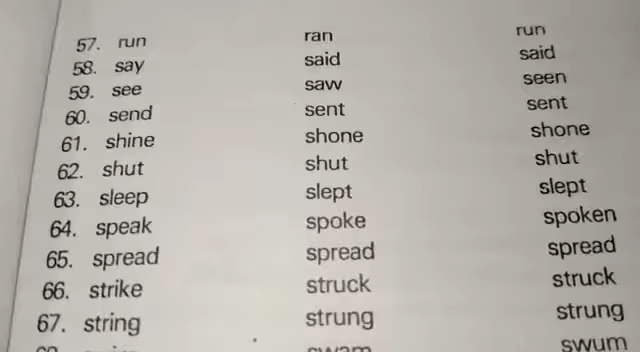 57. run ran run
58. say said said
59. see saw seen
60. send sent sent
61. shine shone shone
62. shut shut shut
63. sleep slept slept
64. speak spoke spoken
65. spread spread spread
66. strike struck struck
67. string strung strung
swam swum